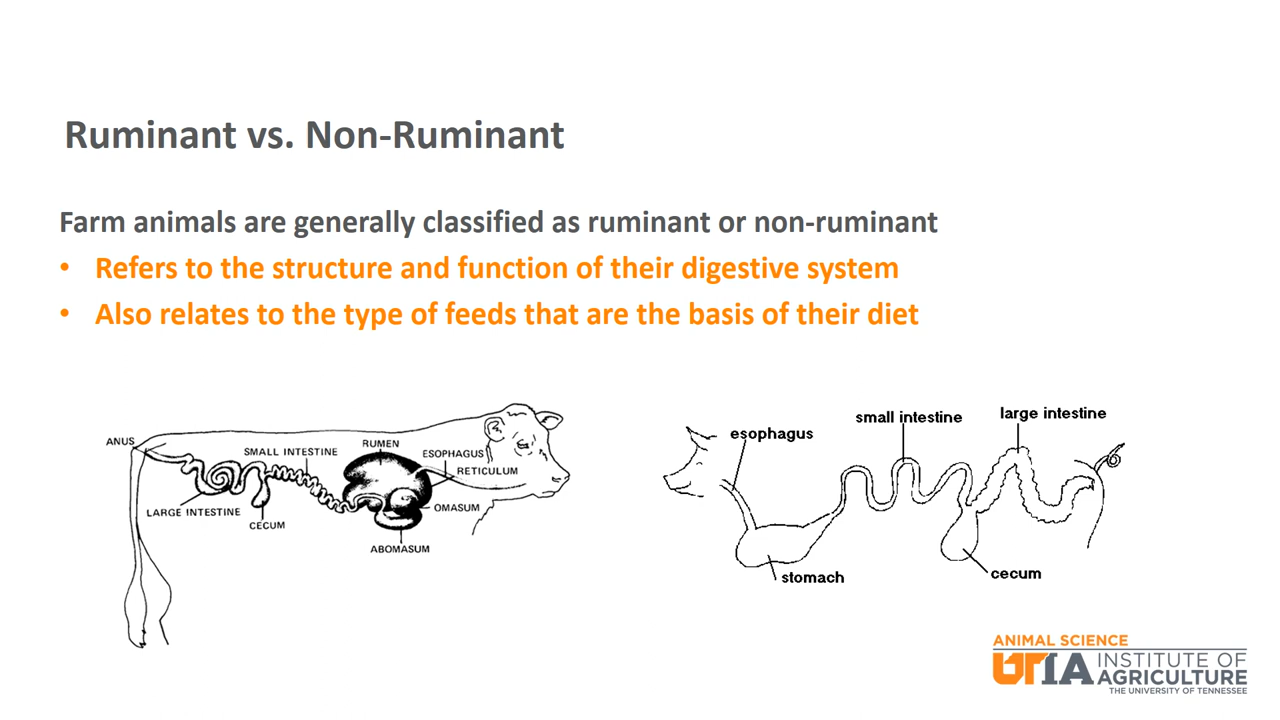 Ruminant vs. Non-Ruminant
Farm animals are generally classified as ruminant or non-ruminant
• Refers to the structure and function of their digestive system
• Also relates to the type of feeds that are the basis of their diet
ANUS
SMALL INTESTINE
RUMEN
ESOPHAGUS
RETICULUM
OMASUM
LARGE INTESTINE
CECUM
ABOMASUM
esophagus
small intestine
large intestine
stomach
cecum
ANIMAL SCIENCE
UTIA INSTITUTE OF
AGRICULTURE
THE UNIVERSITY OF TENNESSEE